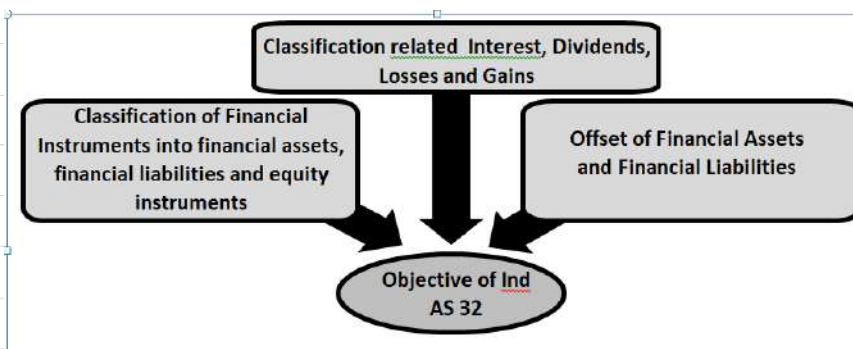 Classification related Interest, Dividends,
Losses and Gains
Classification of Financial
Instruments into financial assets,
financial liabilities and equity
instruments
Offset of Financial Assets
and Financial Liabilities
Objective of Ind
AS 32